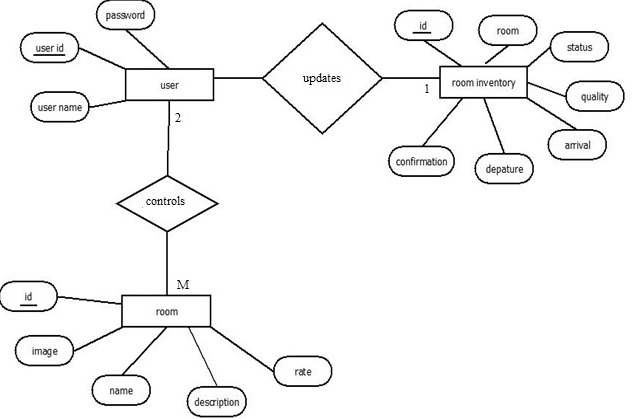 password
id
room
user id
status
user
updates
room inventory
user name
1
quality
2
arrival
confirmation
depature
controls
M
id
room
image
rate
name
description